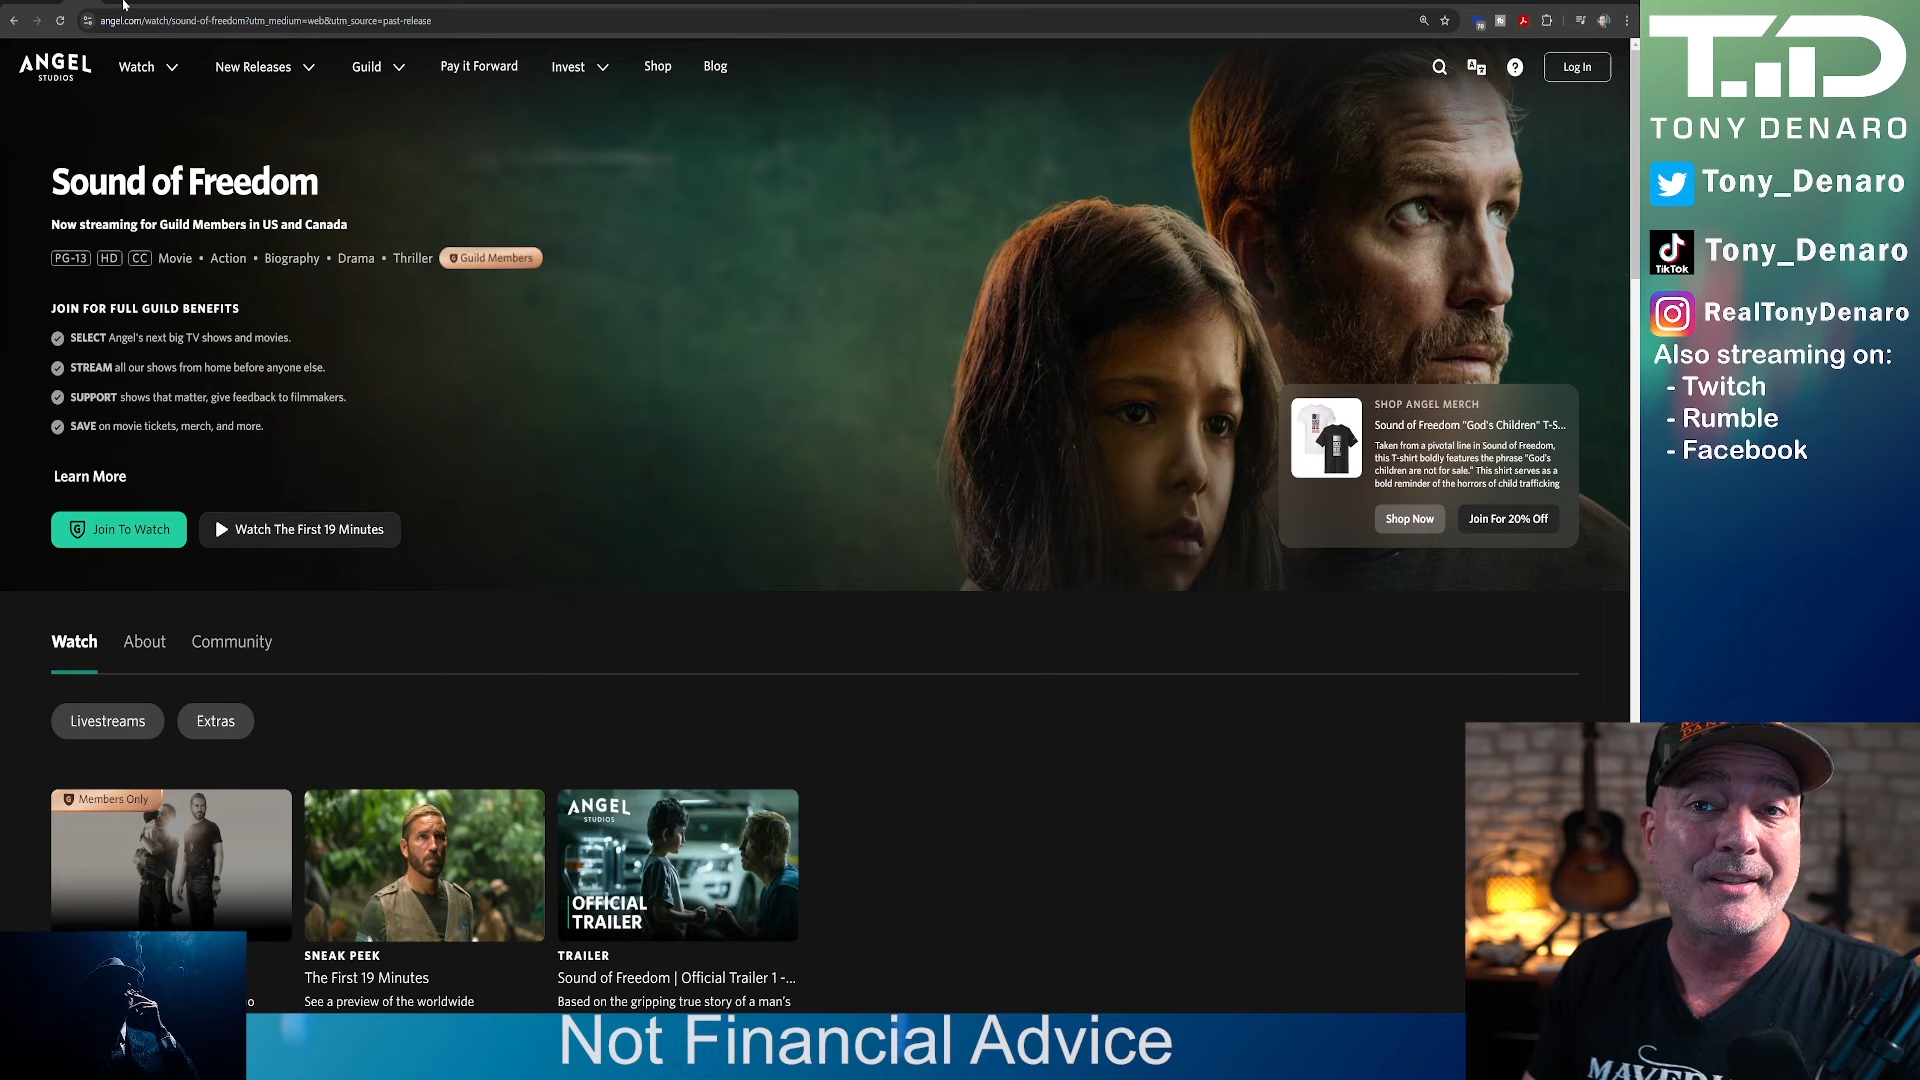 angel.com/watch/sound-of-freedom?utm_medium=web&utm_source=past-release
ANGEL
STUDIOS
Watch
New Releases
Guild
Pay it Forward
Invest
Shop
Blog
Log In
Sound of Freedom
Now streaming for Guild Members in US and Canada
PG-13 HD CC Movie • Action • Biography • Drama • Thriller Guild Members
JOIN FOR FULL GUILD BENEFITS
SELECT Angel's next big TV shows and movies.
STREAM all our shows from home before anyone else.
SUPPORT shows that matter, give feedback to filmmakers.
SAVE on movie tickets, merch, and more.
Learn More
Join To Watch
Watch The First 19 Minutes
SHOP ANGEL MERCH
Sound of Freedom "God's Children" T-S...
Taken from a pivotal line in Sound of Freedom,
this T-shirt boldly features the phrase "God's
children are not for sale." This shirt serves as a
bold reminder of the horrors of child trafficking
Shop Now
Join For 20% Off
Watch
About
Community
Livestreams
Extras
Members Only
ANGEL
STUDIOS
OFFICIAL
TRAILER
SNEAK PEEK
The First 19 Minutes
See a preview of the worldwide
TRAILER
Sound of Freedom | Official Trailer 1 -...
Based on the gripping true story of a man's
Not Financial Advice
TD
TONY DENARO
Tony_Denaro
TikTok
Tony_Denaro
RealTonyDenaro
Also streaming on:
- Twitch
- Rumble
- Facebook